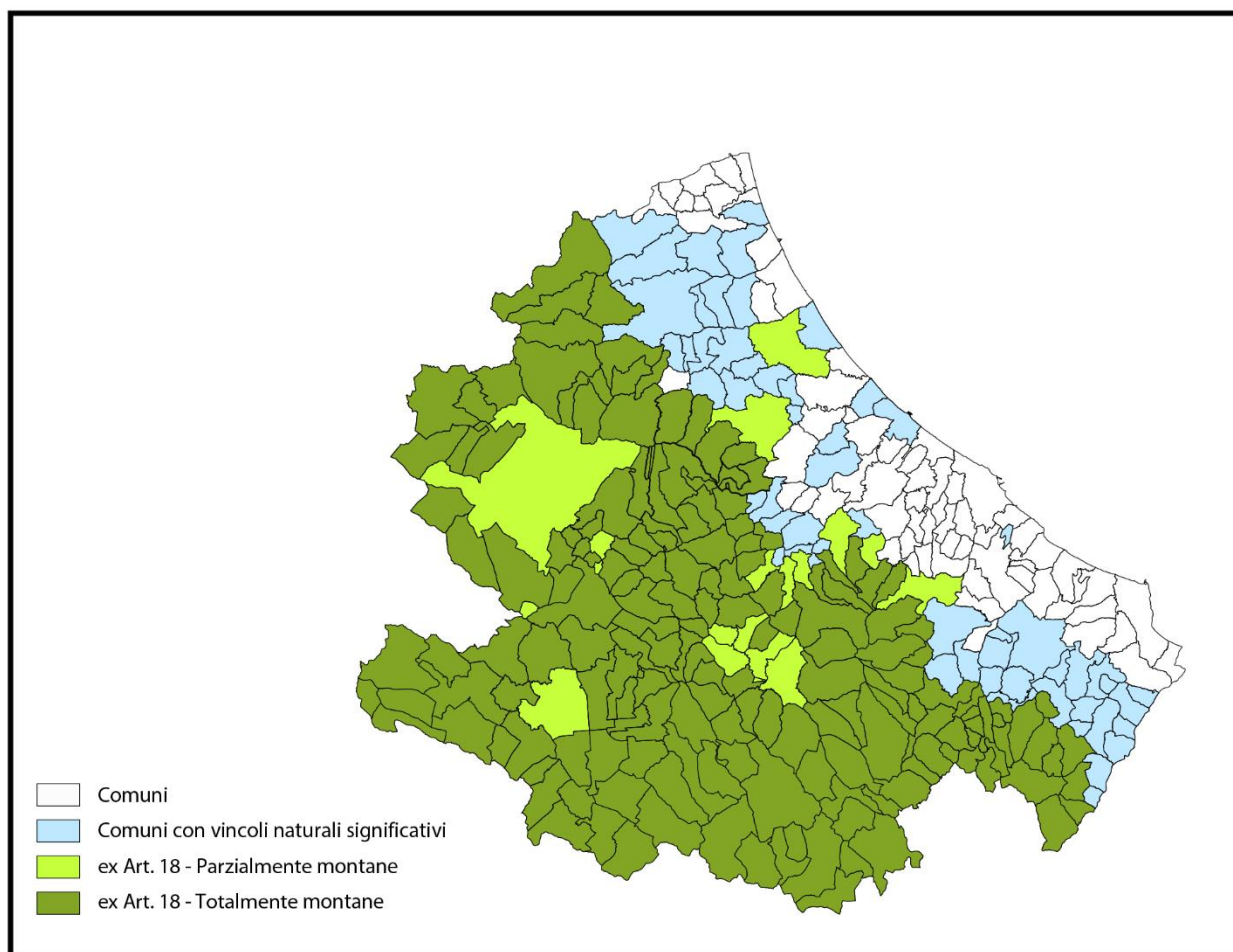 Comuni
Comuni con vincoli naturali significativi
ex Art. 18 - Parzialmente montane
ex Art. 18 - Totalmente montane